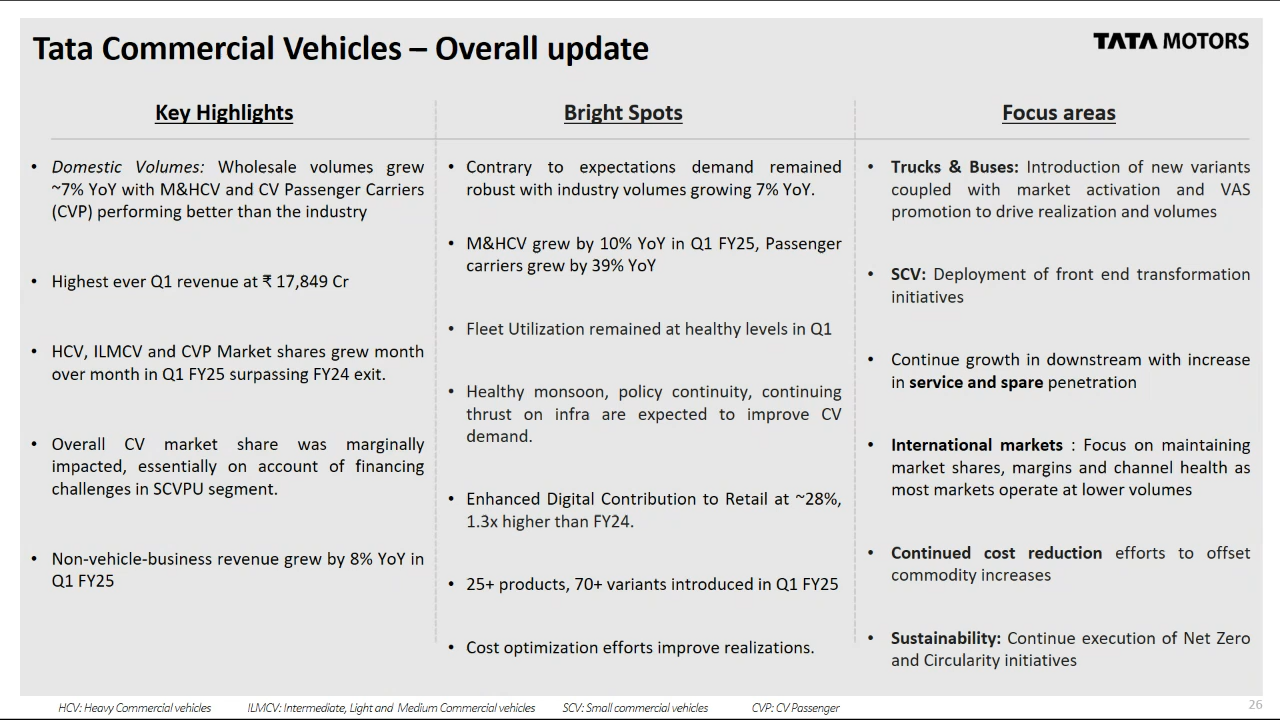 Tata Commercial Vehicles – Overall update
TATA MOTORS
Key Highlights
• Domestic Volumes: Wholesale volumes grew
~7% YoY with M&HCV and CV Passenger Carriers
(CVP) performing better than the industry
• Highest ever Q1 revenue at ₹ 17,849 Cr
• HCV, ILMCV and CVP Market shares grew month
over month in Q1 FY25 surpassing FY24 exit.
• Overall CV market share was marginally
impacted, essentially on account of financing
challenges in SCVPU segment.
• Non-vehicle-business revenue grew by 8% YoY in
Q1 FY25
Bright Spots
• Contrary to expectations demand remained
robust with industry volumes growing 7% YoY.
• M&HCV grew by 10% YoY in Q1 FY25, Passenger
carriers grew by 39% YoY
• Fleet Utilization remained at healthy levels in Q1
• Healthy monsoon, policy continuity, continuing
thrust on infra are expected to improve CV
demand.
• Enhanced Digital Contribution to Retail at ~28%,
1.3x higher than FY24.
• 25+ products, 70+ variants introduced in Q1 FY25
• Cost optimization efforts improve realizations.
Focus areas
• Trucks & Buses: Introduction of new variants
coupled with market activation and VAS
promotion to drive realization and volumes
• SCV: Deployment of front end transformation
initiatives
• Continue growth in downstream with increase
in service and spare penetration
• International markets : Focus on maintaining
market shares, margins and channel health as
most markets operate at lower volumes
• Continued cost reduction efforts to offset
commodity increases
• Sustainability: Continue execution of Net Zero
and Circularity initiatives
HCV: Heavy Commercial vehicles ILMCV: Intermediate, Light and Medium Commercial vehicles SCV: Small commercial vehicles CVP: CV Passenger
26